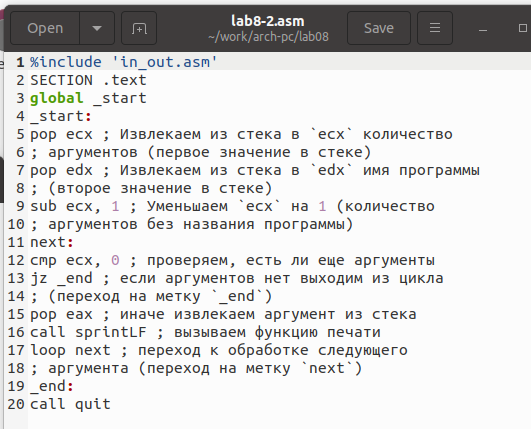 Open
lab8-2.asm
~/work/arch-pc/lab08
Save
1 %include 'in_out.asm'
2 SECTION .text
3 global _start
4 _start:
5 pop ecx ; Извлекаем из стека в `ecx` количество
6 ; аргументов (первое значение в стеке)
7 pop edx ; Извлекаем из стека в `edx` имя программы
8 ; (второе значение в стеке)
9 sub ecx, 1 ; Уменьшаем `ecx` на 1 (количество
10 ; аргументов без названия программы)
11 next:
12 cmp ecx, 0 ; проверяем, есть ли еще аргументы
13 jz _end ; если аргументов нет выходим из цикла
14 ; (переход на метку `_end`)
15 pop eax ; иначе извлекаем аргумент из стека
16 call sprintLF ; вызываем функцию печати
17 loop next ; переход к обработке следующего
18 ; аргумента (переход на метку `next`)
19 _end:
20 call quit